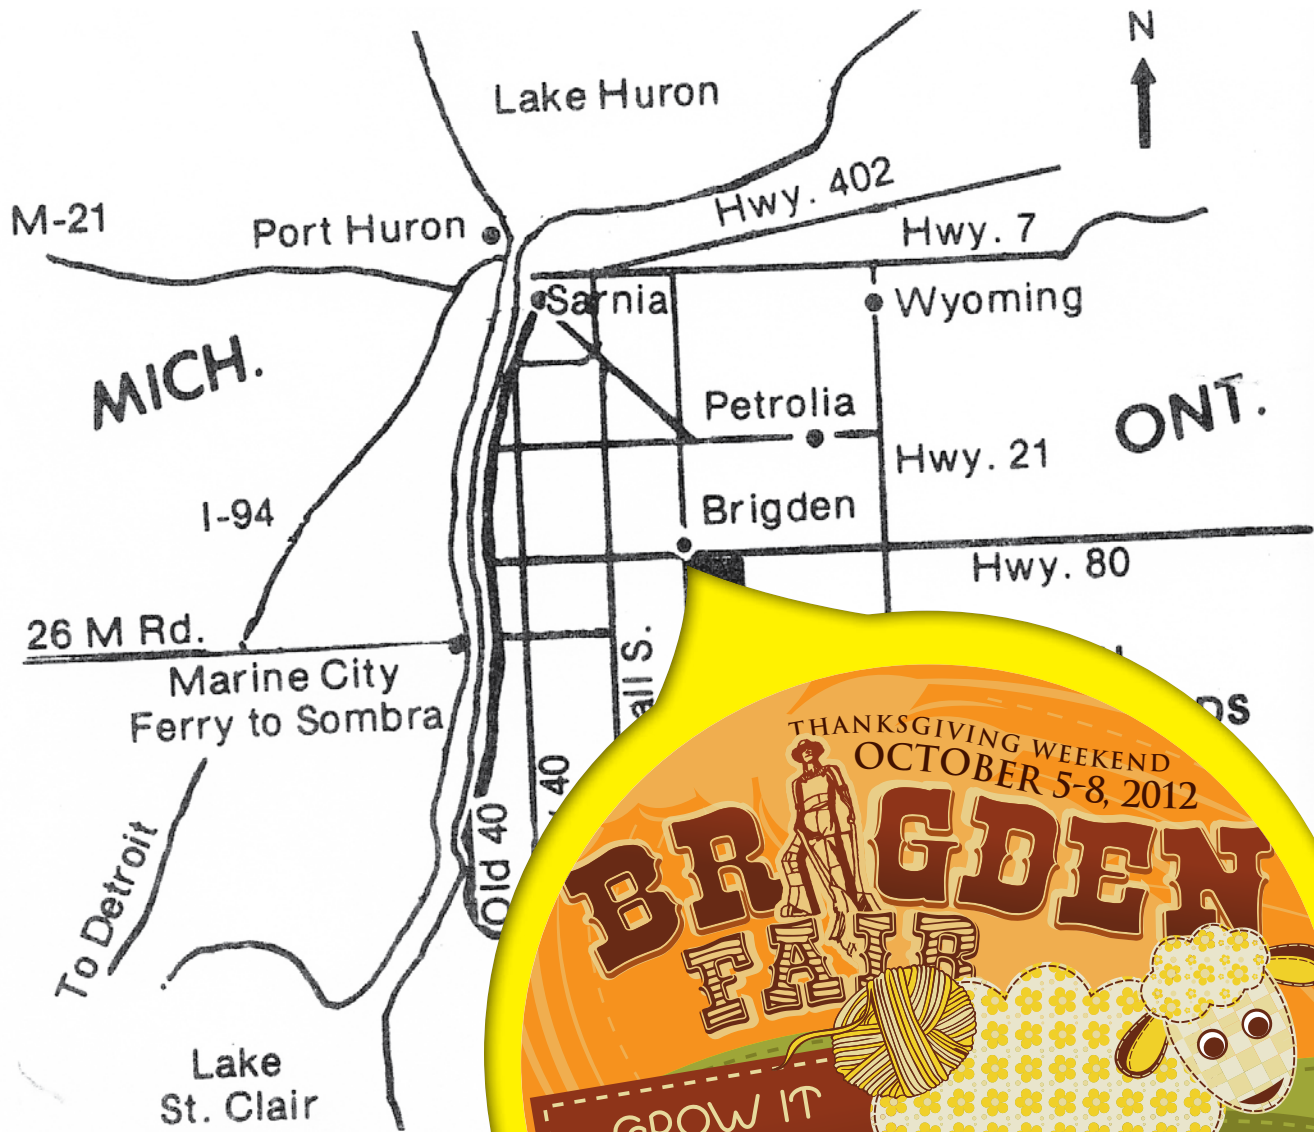 N
Lake Huron
Hwy. 402
M-21
Port Huron
Hwy. 7
Sarnia
Wyoming
MICH.
Petrolia
ONT.
Hwy. 21
I-94
Brigden
Hwy. 80
26 M Rd.
Marine City
Ferry to Sombra
S.
40
Old 40
To Detroit
Lake
St. Clair
THANKSGIVING WEEKEND
OCTOBER 5-8, 2012
BRIGDEN
FAIR
GROW IT